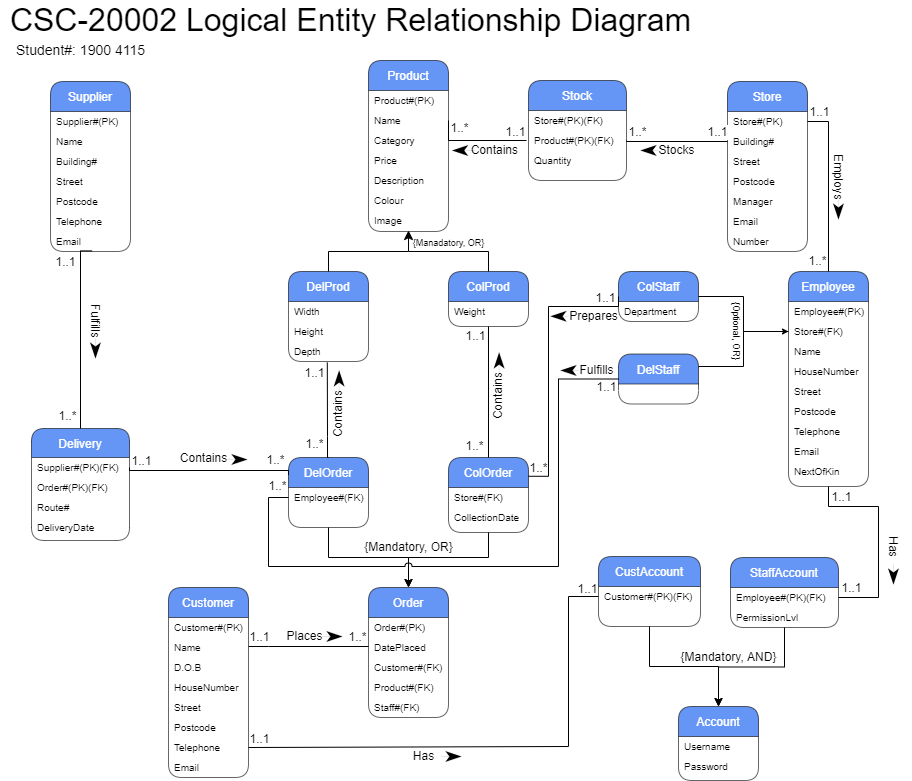 CSC-20002 Logical Entity Relationship Diagram
Student#: 1900 4115
Supplier
Supplier#(PK)
Name
Building#
Street
Postcode
Telephone
Email
1..1
Fulfills
1..*
Product
Product#(PK)
Name
Category
Price
Description
Colour
Image
1..*
Contains
1..1
Stock
Store#(PK)(FK)
Product#(PK)(FK)
Quantity
1..*
Stocks
1..1
Store
Store#(PK)
Building#
Street
Postcode
Manager
Email
Number
1..1
Employs
1..*
{Manadatory, OR}
DelProd
Width
Height
Depth
1..1
Contains
1..*
ColProd
Weight
1..1
Contains
1..*
ColStaff
Department
1..1
Prepares
1..*
DelStaff
Fulfills
1..1
1..*
{Optional, OR}
Employee
Employee#(PK)
Store#(FK)
Name
HouseNumber
Street
Postcode
Telephone
Email
NextOfKin
1..1
Has
1..1
Delivery
Supplier#(PK)(FK)
Order#(PK)(FK)
Route#
DeliveryDate
1..1
Contains
1..*
DelOrder
Employee#(FK)
ColOrder
Store#(FK)
CollectionDate
{Mandatory, OR}
Customer
Customer#(PK)
Name
D.O.B
HouseNumber
Street
Postcode
Telephone
Email
1..1
Places
1..*
Order
Order#(PK)
DatePlaced
Customer#(FK)
Product#(FK)
Staff#(FK)
1..1
Has
1..1
CustAccount
Customer#(PK)(FK)
StaffAccount
Employee#(PK)(FK)
PermissionLvl
{Mandatory, AND}
Account
Username
Password